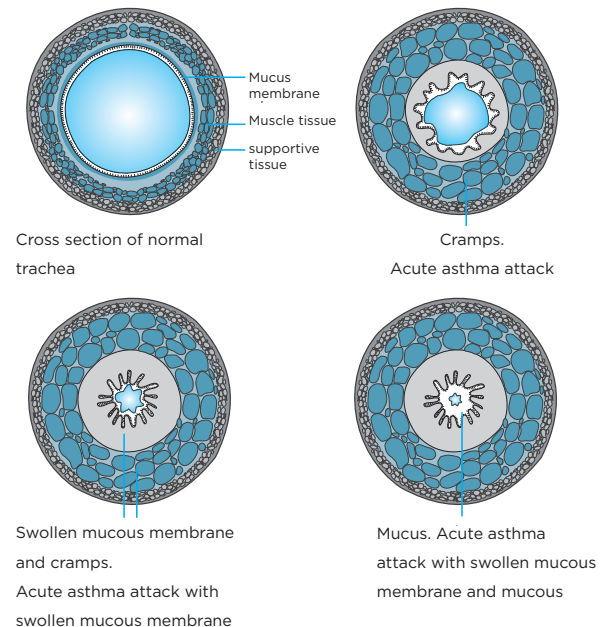 Mucus
membrane
Muscle tissue
supportive
tissue
Cross section of normal
trachea
Cramps.
Acute asthma attack
Swollen mucous membrane
and cramps.
Acute asthma attack with
swollen mucous membrane
Mucus. Acute asthma
attack with swollen mucous
membrane and mucous